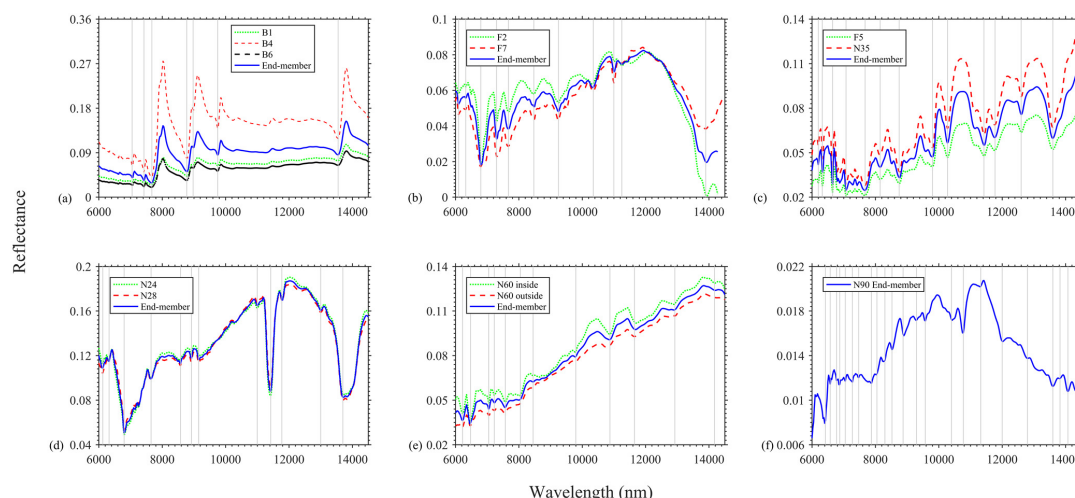 0.36
0.27
0.18
0.09
0
B1
B4
B6
End-member
(a)
6000 8000 10000 12000 14000
0.1
0.08
0.06
0.04
0.02
0
F2
F7
End-member
(b)
6000 8000 10000 12000 14000
0.14
0.11
0.08
0.05
0.02
F5
N35
End-member
(c)
6000 8000 10000 12000 14000
Reflectance
0.2
0.16
0.12
0.08
0.04
N24
N28
End-member
(d)
6000 8000 10000 12000 14000
0.14
0.11
0.08
0.05
0.02
N60 inside
N60 outside
End-member
(e)
6000 8000 10000 12000 14000
0.022
0.018
0.014
0.01
0.006
N90 End-member
(f)
6000 8000 10000 12000 14000
Wavelength (nm)